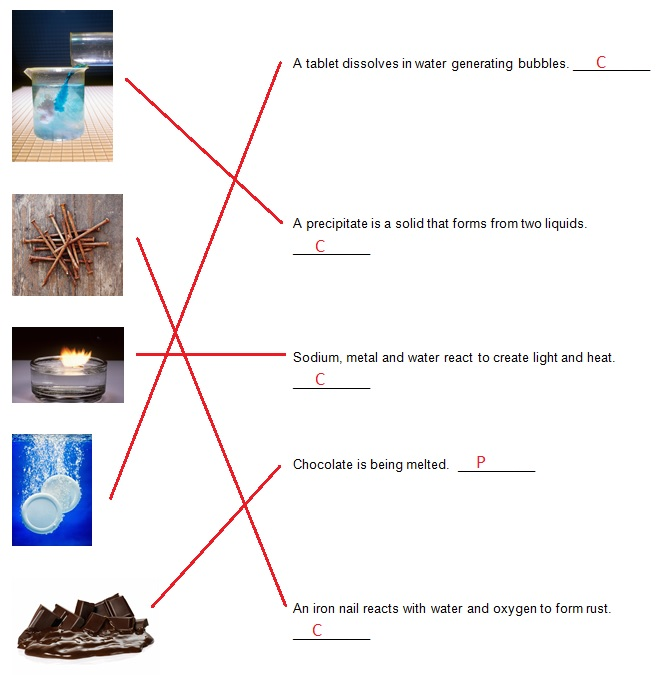 A tablet dissolves in water generating bubbles. C
A precipitate is a solid that forms from two liquids.
C
Sodium, metal and water react to create light and heat.
C
Chocolate is being melted. P
An iron nail reacts with water and oxygen to form rust.
C